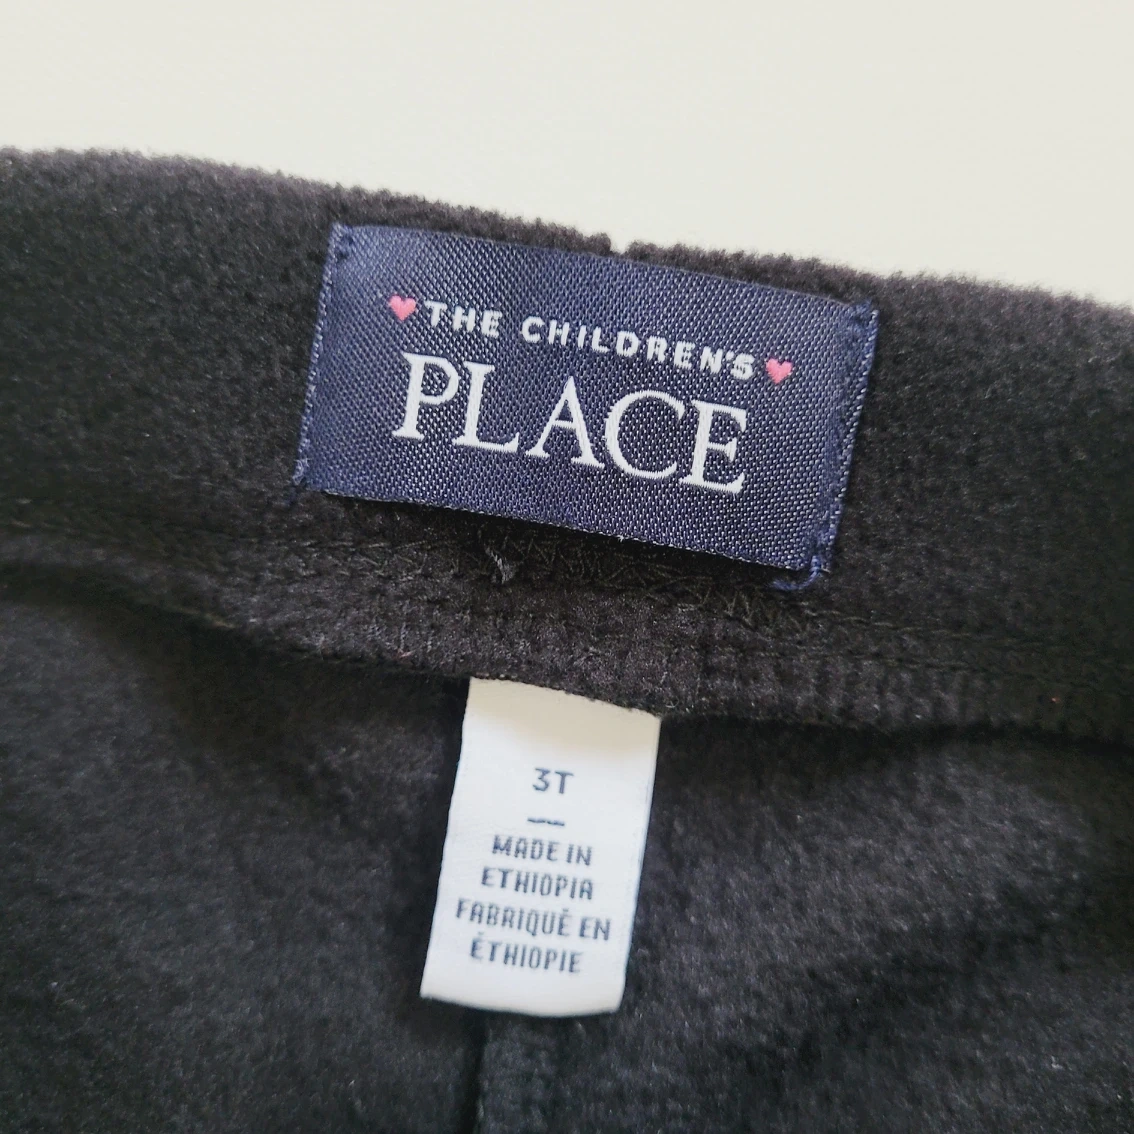 THE CHILDREN'S
PLACE
3T
MADE IN
ETHIOPIA
FABRIQUÉ EN
ÉTHIOPIE